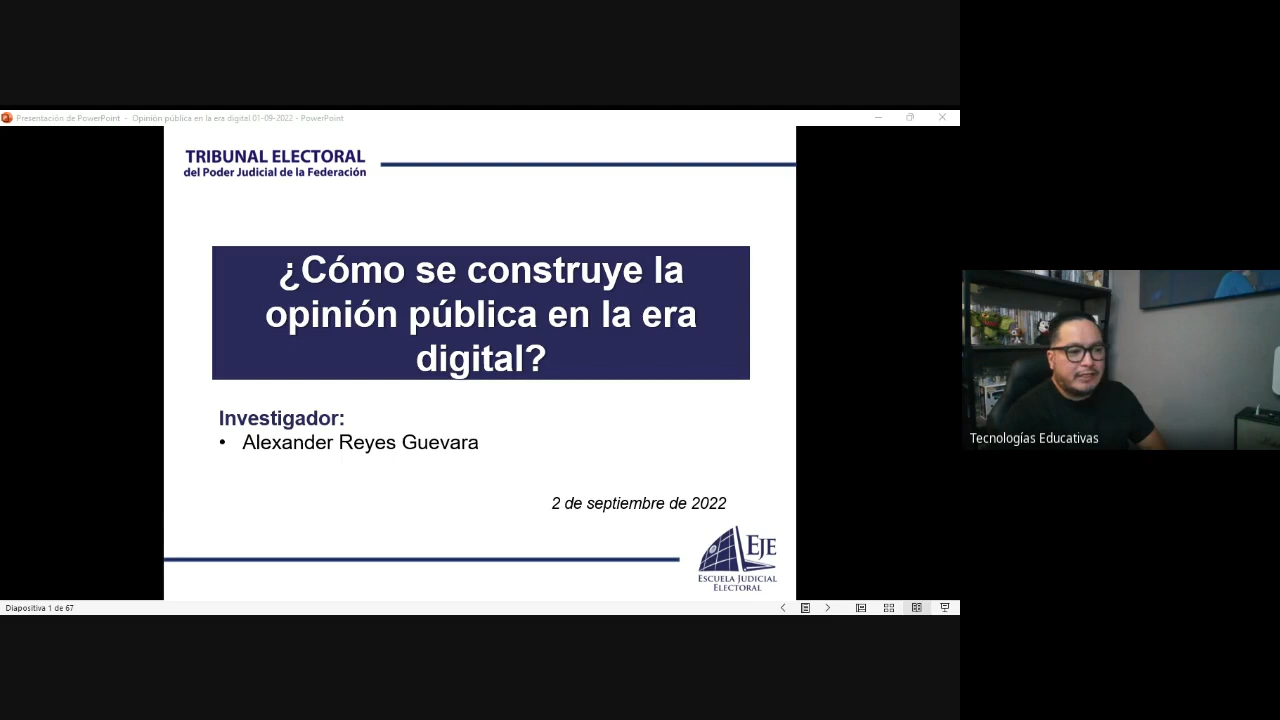 Presentación de PowerPoint - Opinión pública en la era digital 01-09-2022 - PowerPoint
TRIBUNAL ELECTORAL
del Poder Judicial de la Federación
¿Cómo se construye la
opinión pública en la era
digital?
Investigador:
• Alexander Reyes Guevara
2 de septiembre de 2022
EJE
ESCUELA JUDICIAL
ELECTORAL
Diapositiva 1 de 67
Tecnologías Educativas